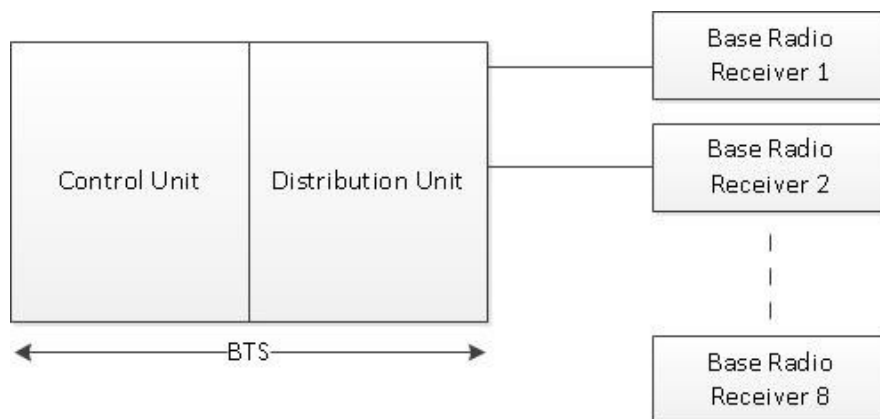 Control Unit
Distribution Unit
BTS
Base Radio
Receiver 1
Base Radio
Receiver 2
Base Radio
Receiver 8